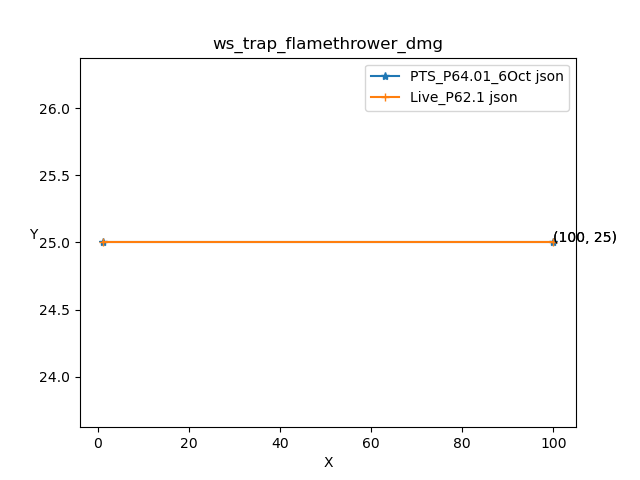 ws_trap_flamethrower_dmg
PTS_P64.01_6Oct json
Live_P62.1 json
26.0
25.5
Y
25.0
(100, 25)
24.5
24.0
0
20
40
60
80
100
X